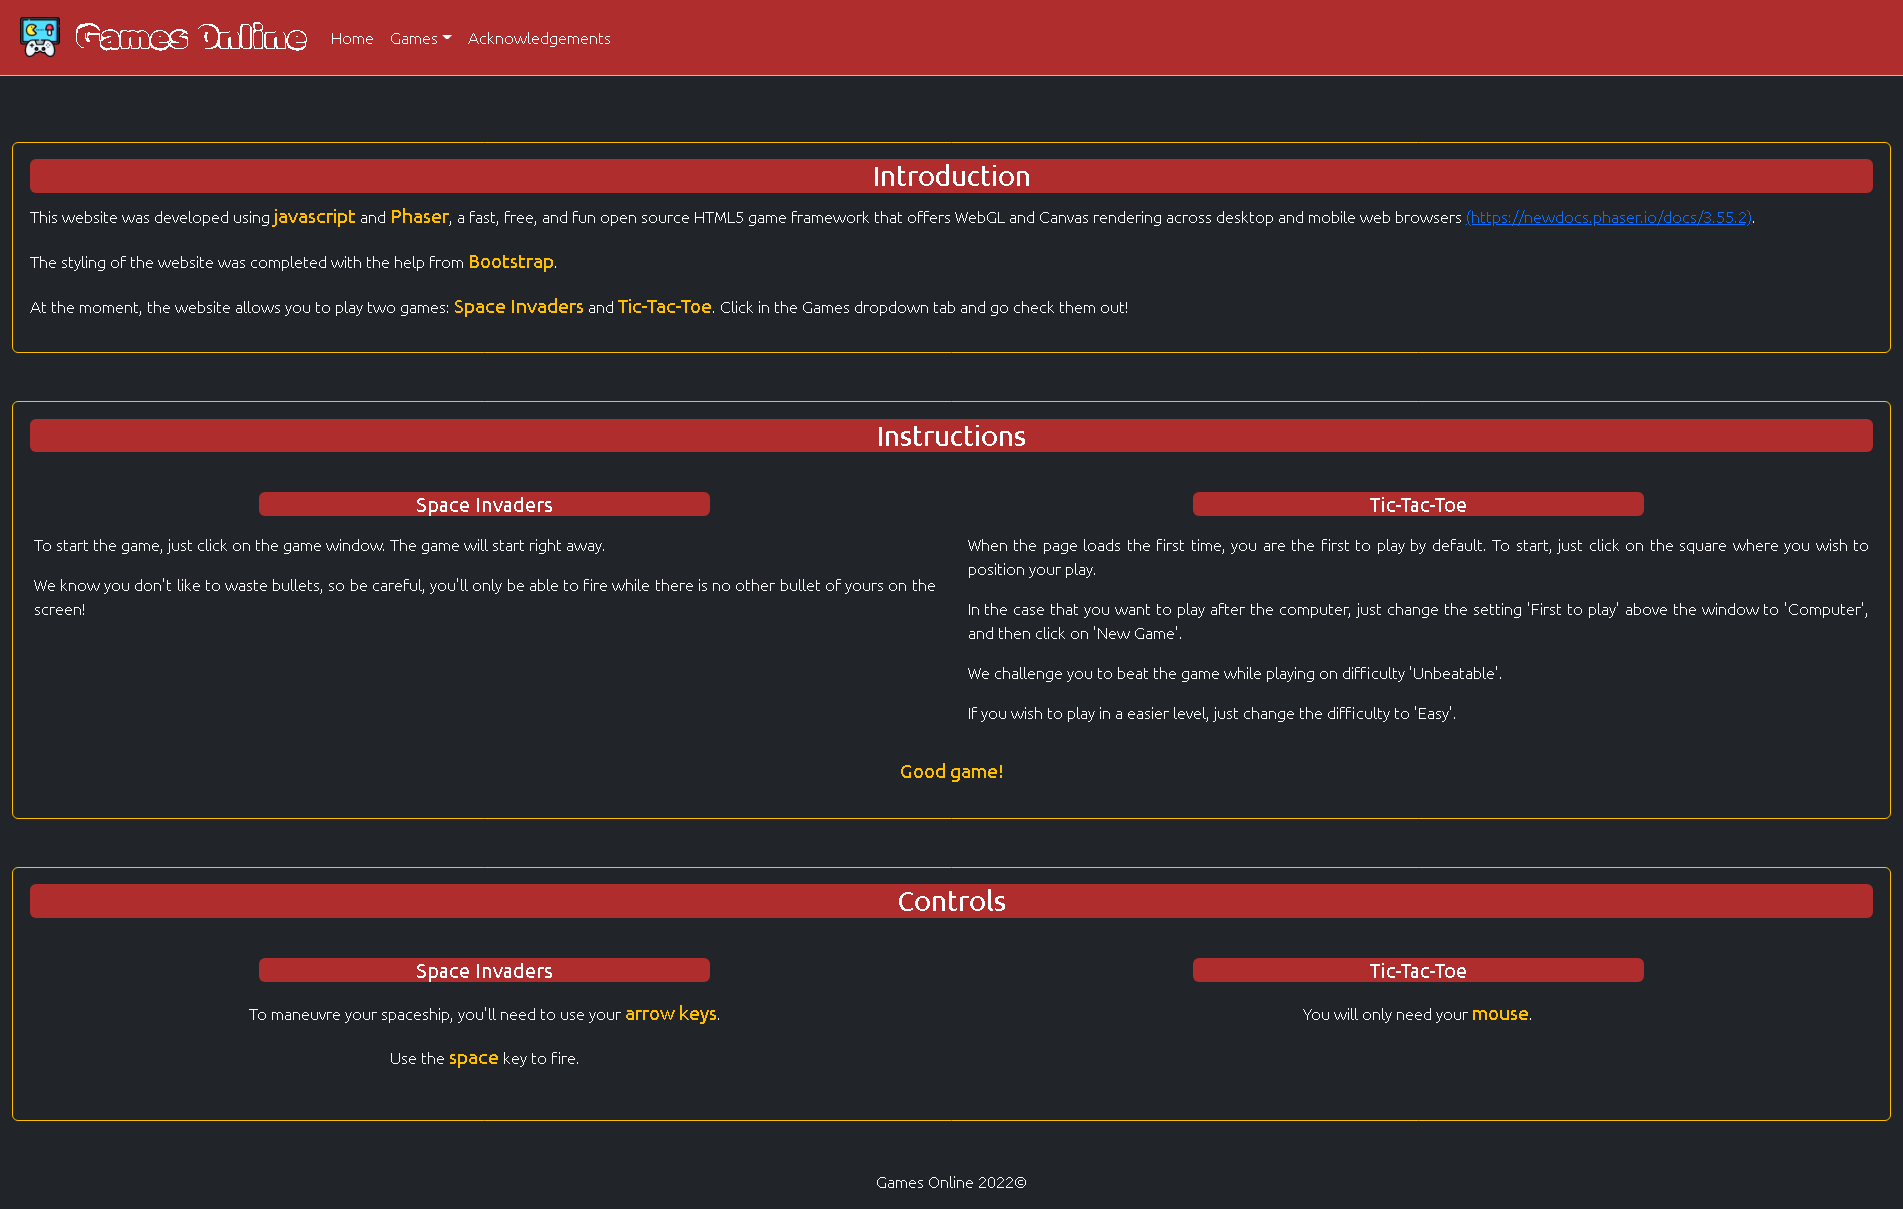 Games Online
Home Games Acknowledgements
Introduction
This website was developed using javascript and Phaser, a fast, free, and fun open source HTML5 game framework that offers WebGL and Canvas rendering across desktop and mobile web browsers (https://newdocs.phaser.io/docs/3.55.2).
The styling of the website was completed with the help from Bootstrap.
At the moment, the website allows you to play two games: Space Invaders and Tic-Tac-Toe. Click in the Games dropdown tab and go check them out!
Instructions
Space Invaders
To start the game, just click on the game window. The game will start right away.
We know you don't like to waste bullets, so be careful, you'll only be able to fire while there is no other bullet of yours on the
screen!
Tic-Tac-Toe
When the page loads the first time, you are the first to play by default. To start, just click on the square where you wish to
position your play.
In the case that you want to play after the computer, just change the setting 'First to play' above the window to 'Computer',
and then click on 'New Game'.
We challenge you to beat the game while playing on difficulty 'Unbeatable'.
If you wish to play in a easier level, just change the difficulty to 'Easy'.
Good game!
Controls
Space Invaders
To maneuvre your spaceship, you'll need to use your arrow keys.
Use the space key to fire.
Tic-Tac-Toe
You will only need your mouse.
Games Online 2022©